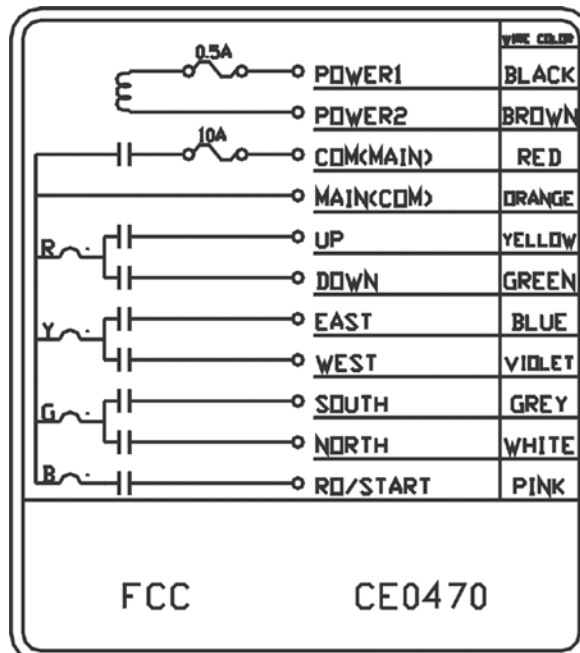 WIRE COLOR
0.5A
POWER1 BLACK
POWER2 BROWN
10A
COM(MAIN) RED
MAIN(COM) ORANGE
UP YELLOW
R
DOWN GREEN
EAST BLUE
Y
WEST VIOLET
SOUTH GREY
G
NORTH WHITE
B
RO/START PINK
FCC CE0470